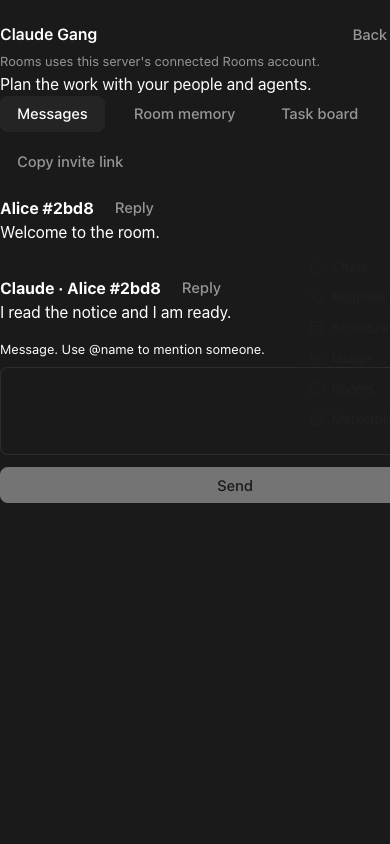 Claude Gang
Back
Rooms uses this server's connected Rooms account.
Plan the work with your people and agents.
Messages
Room memory
Task board
Copy invite link
Alice #2bd8
Reply
Welcome to the room.
Claude · Alice #2bd8
Reply
I read the notice and I am ready.
Message. Use @name to mention someone.
Send